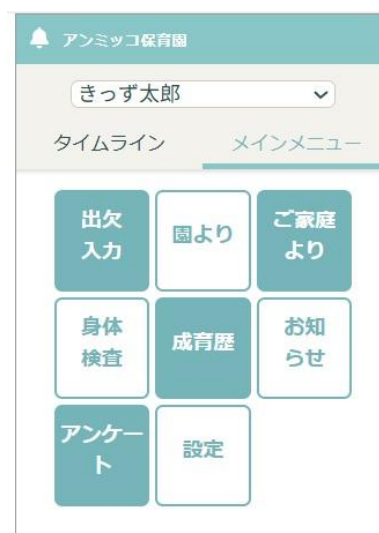 アンミッコ保育園
きっず太郎
タイムライン
メインメニュー
出欠
入力
園より
ご家庭
より
身体
検査
成育歴
お知
らせ
アンケー
ト
設定